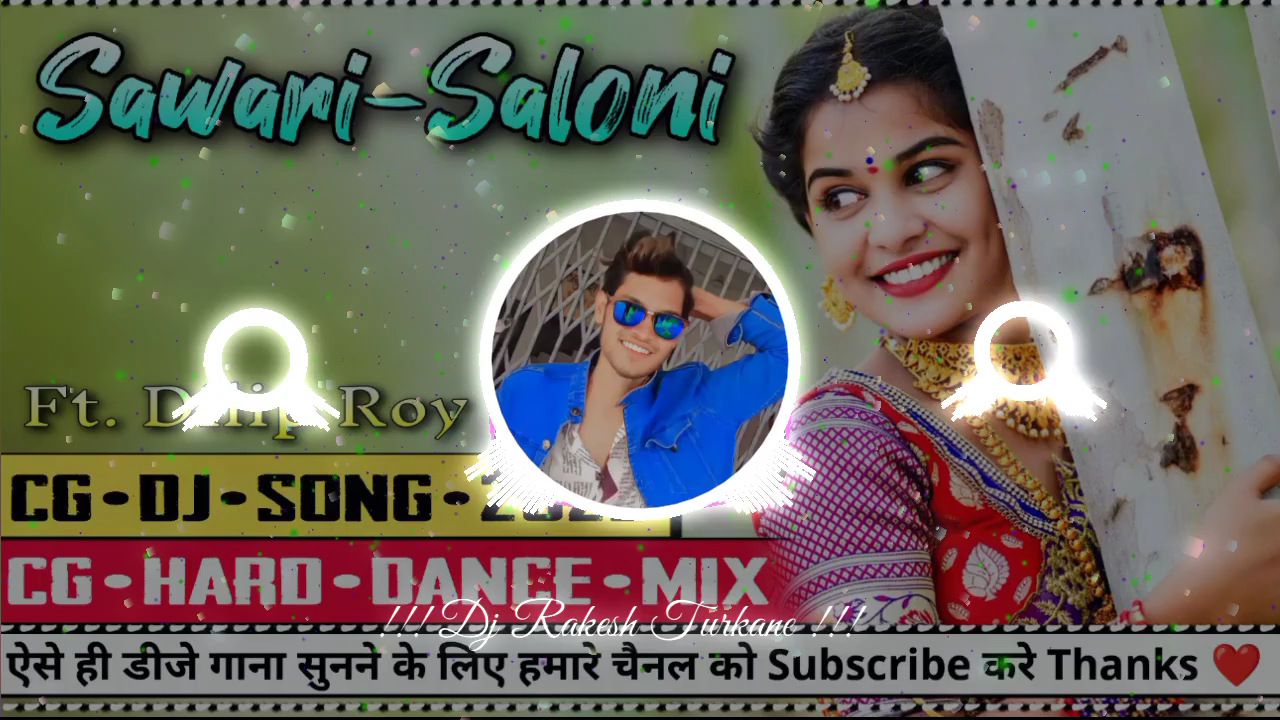 Sawari-Saloni
Ft. Dilip Roy
CG•DJ•SONG•
CG•HARD•DANCE•MIX
!!! Dj Rakesh Turkane !!!
ऐसे ही डीजे गाना सुनने के लिए हमारे चैनल को Subscribe करे Thanks ❤️